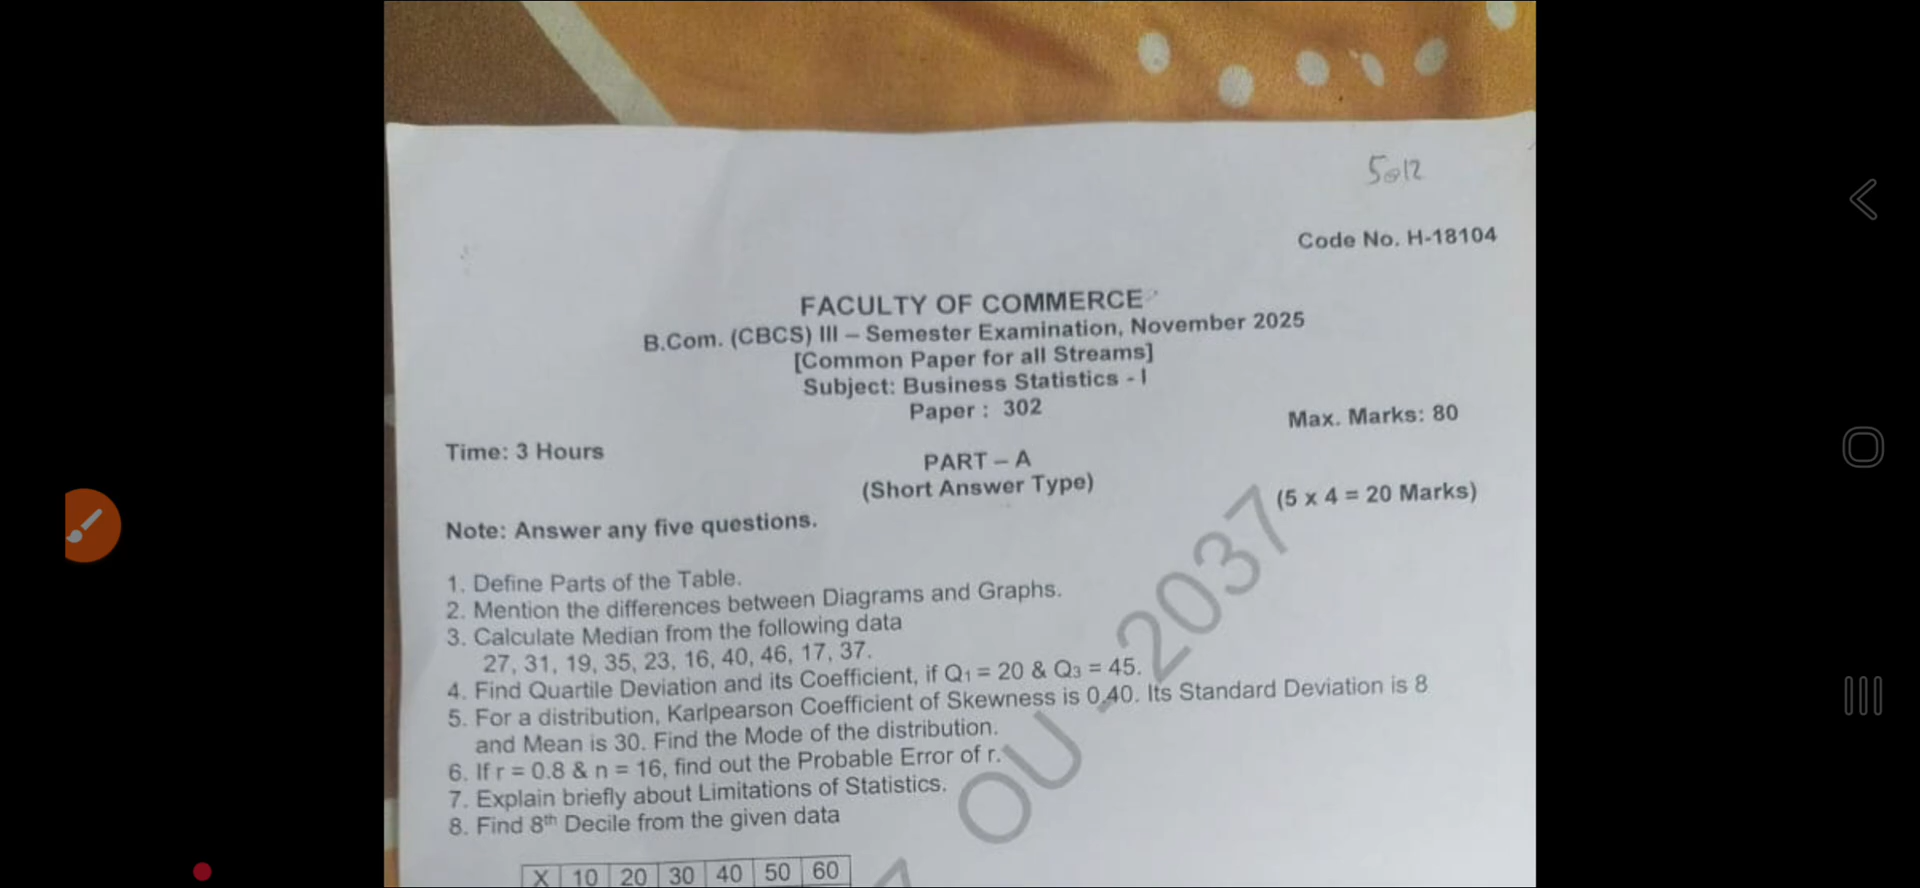 5012
Code No. H-18104
FACULTY OF COMMERCE
B.Com. (CBCS) III – Semester Examination, November 2025
[Common Paper for all Streams]
Subject: Business Statistics - I
Paper : 302
Max. Marks: 80
Time: 3 Hours
PART – A
(Short Answer Type)
(5 x 4 = 20 Marks)
Note: Answer any five questions.
1. Define Parts of the Table.
2. Mention the differences between Diagrams and Graphs.
3. Calculate Median from the following data
27, 31, 19, 35, 23, 16, 40, 46, 17, 37.
4. Find Quartile Deviation and its Coefficient, if Q1 = 20 & Q3 = 45.
5. For a distribution, Karlpearson Coefficient of Skewness is 0.40. Its Standard Deviation is 8
and Mean is 30. Find the Mode of the distribution.
6. If r = 0.8 & n = 16, find out the Probable Error of r.
7. Explain briefly about Limitations of Statistics.
8. Find 8th Decile from the given data
X 10 20 30 40 50 60
OU - 2037